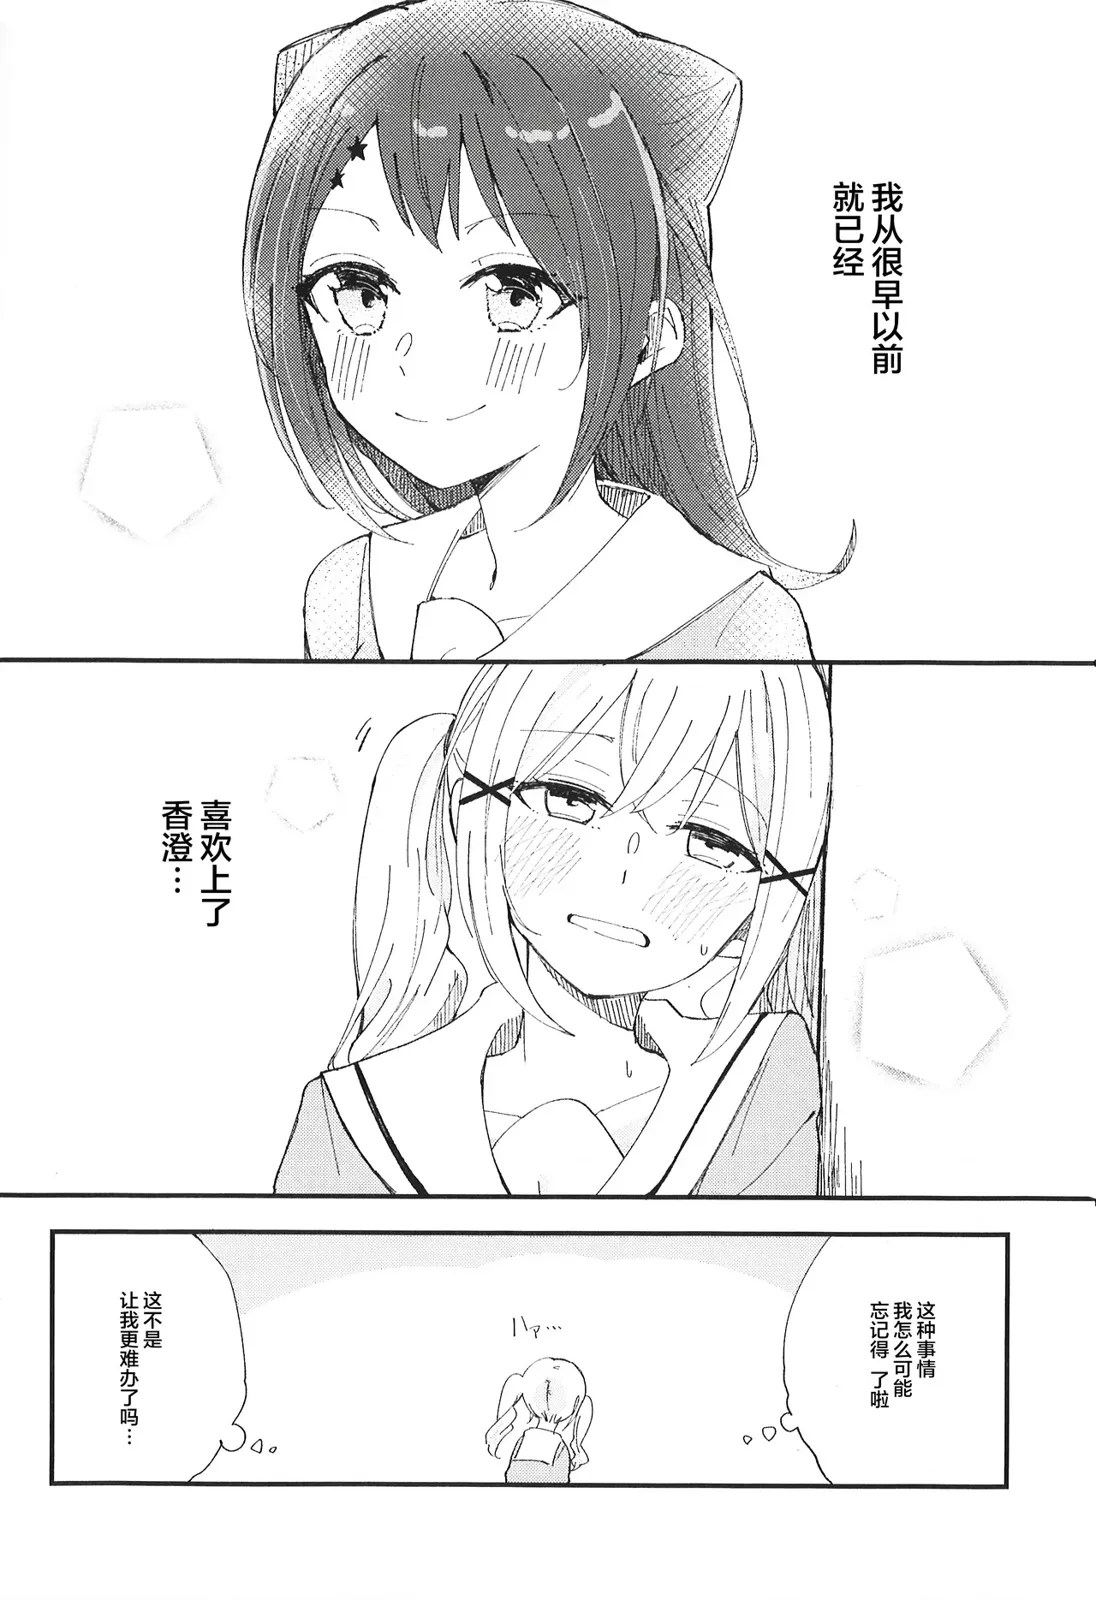 我从很早以前
就已经
喜欢上了
香澄…
这种事情
我怎么可能
忘记得 了啦
ハァ…
这不是
让我更难办了吗…